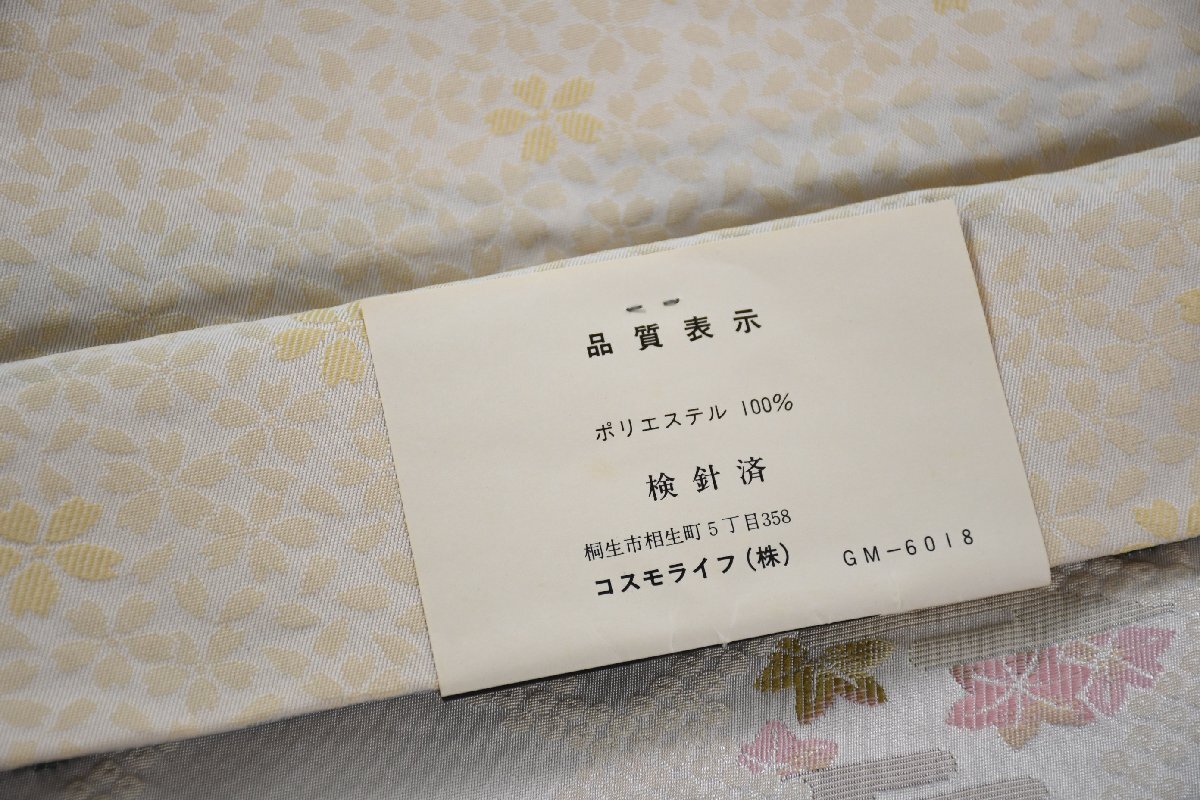 品質表示
ポリエステル 100%
検針済
桐生市相生町5丁目358
コスモライフ(株) GM-6018